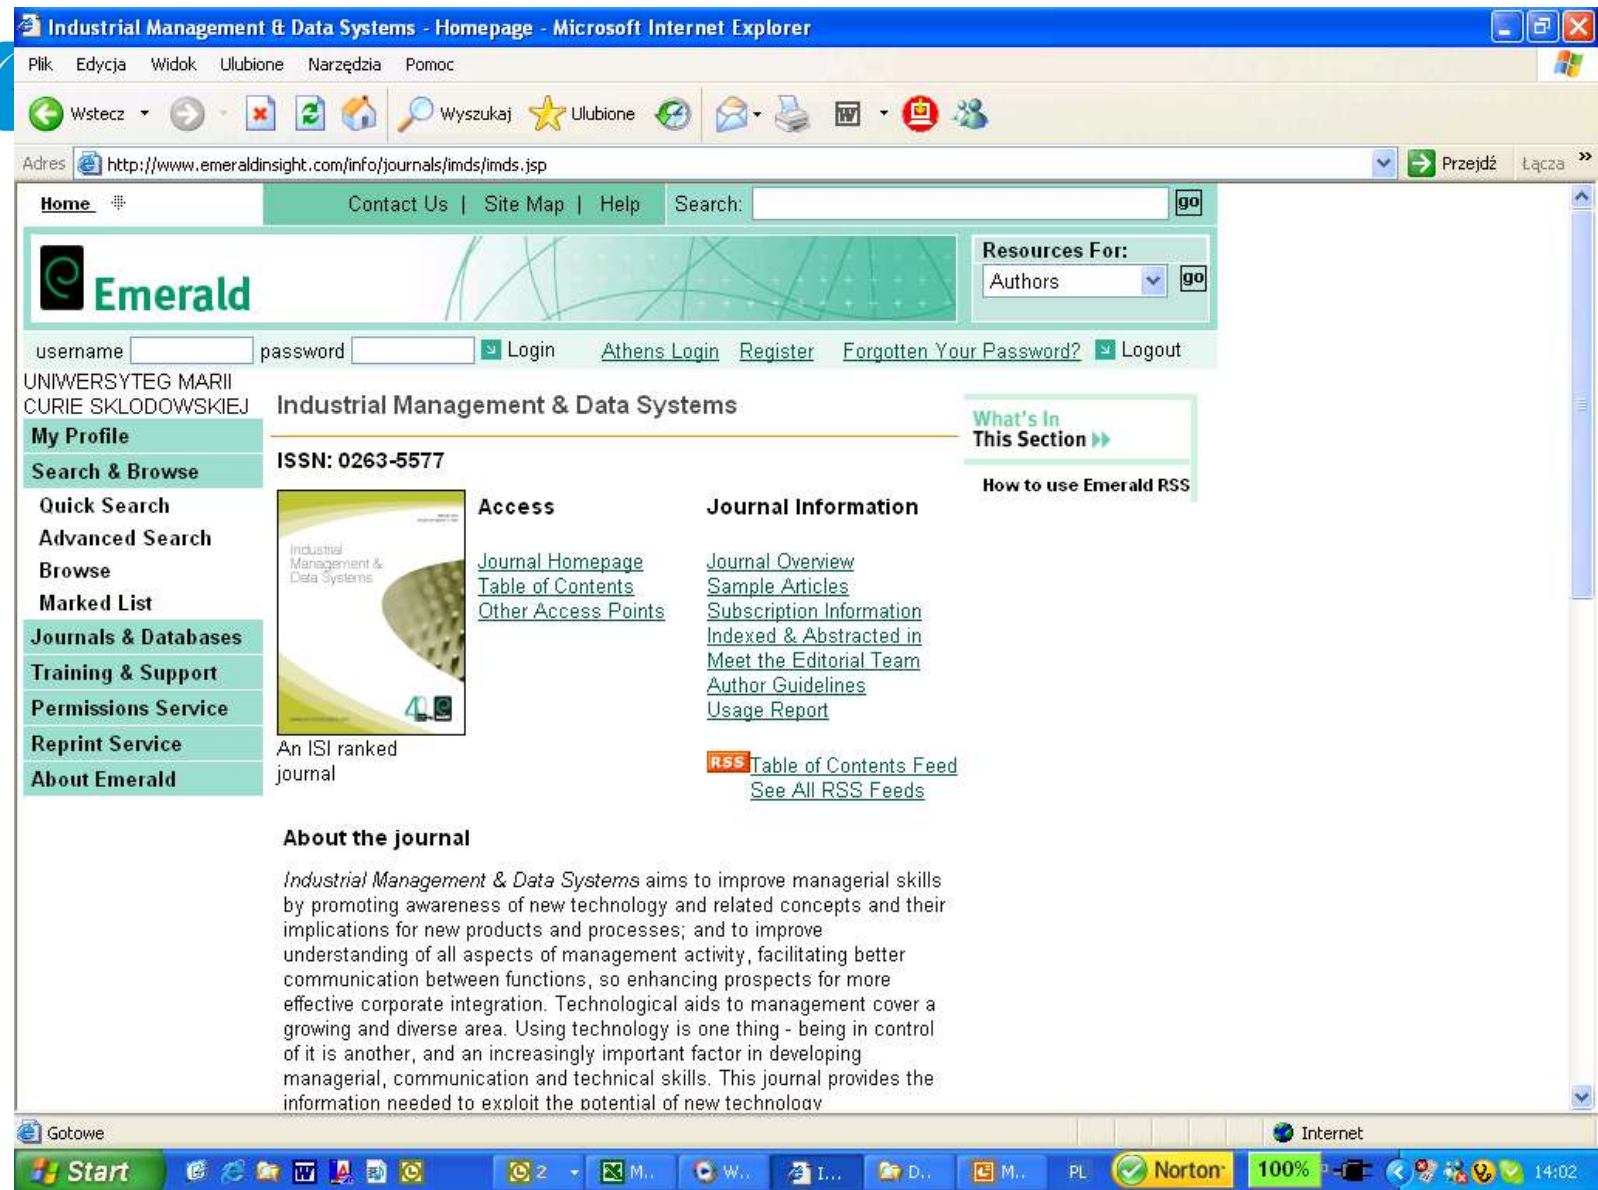 Industrial Management & Data Systems - Homepage - Microsoft Internet Explorer
Plik Edycja Widok Ulubione Narzędzia Pomoc
Wstecz Wyszukaj Ulubione
Adres http://www.emeraldinsight.com/info/journals/imds/imds.jsp Przejdź Łącza »
Home Contact Us | Site Map | Help Search: go
Resources For:
Emerald Authors go
username password Login Athens Login Register Forgotten Your Password? Logout
UNIWERSYTEG MARII
CURIE SKLODOWSKIEJ
Industrial Management & Data Systems
What's In
This Section
How to use Emerald RSS
My Profile
Search & Browse
Quick Search
Advanced Search
Browse
Marked List
Journals & Databases
Training & Support
Permissions Service
Reprint Service
About Emerald
ISSN: 0263-5577
Industrial
Management &
Data Systems
An ISI ranked
journal
Access
Journal Homepage
Table of Contents
Other Access Points
Journal Information
Journal Overview
Sample Articles
Subscription Information
Indexed & Abstracted in
Meet the Editorial Team
Author Guidelines
Usage Report
RSS Table of Contents Feed
See All RSS Feeds
About the journal
Industrial Management & Data Systems aims to improve managerial skills
by promoting awareness of new technology and related concepts and their
implications for new products and processes; and to improve
understanding of all aspects of management activity, facilitating better
communication between functions, so enhancing prospects for more
effective corporate integration. Technological aids to management cover a
growing and diverse area. Using technology is one thing - being in control
of it is another, and an increasingly important factor in developing
managerial, communication and technical skills. This journal provides the
information needed to exploit the potential of new technology
Gotowe Internet
Start 2 M.. W.. I... D.. M.. PL Norton 100% 14:02